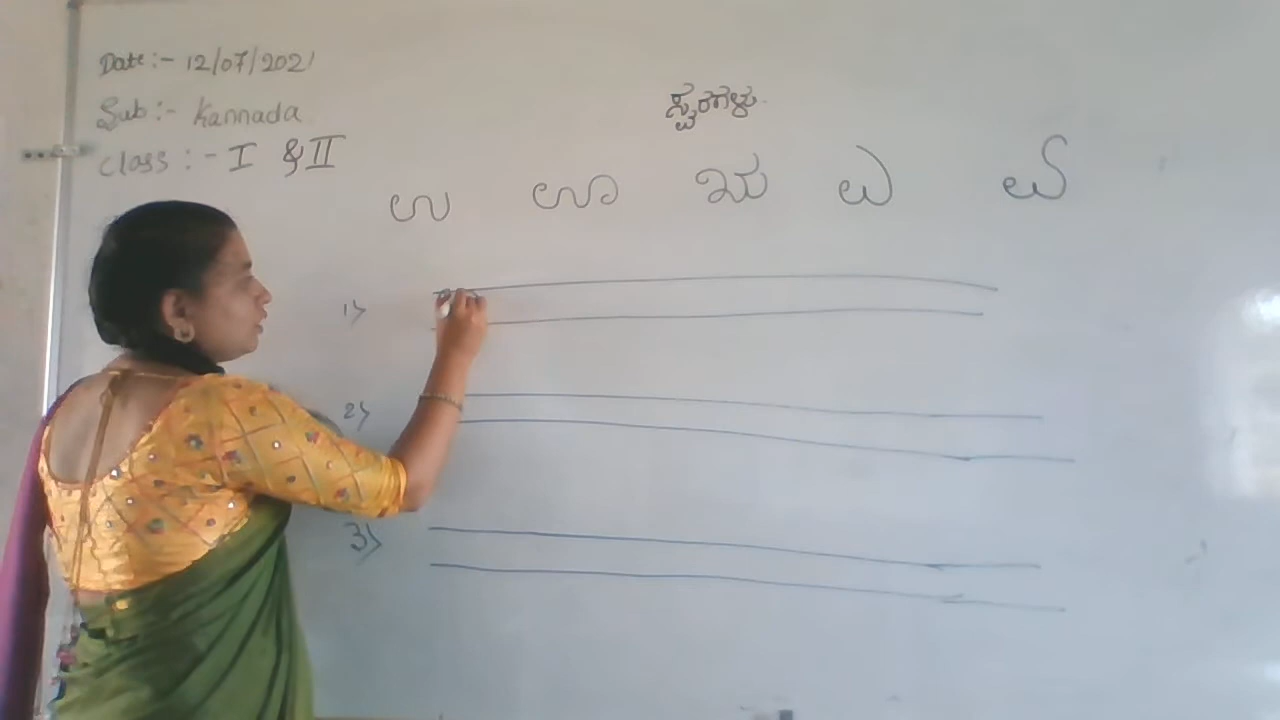 Date :- 12/07/2021
Sub :- Kannada
ಸ್ವರಗಳು.
Class :- I & II
ಉ ಊ ಋ ಎ ಏ
1)
2)
3)